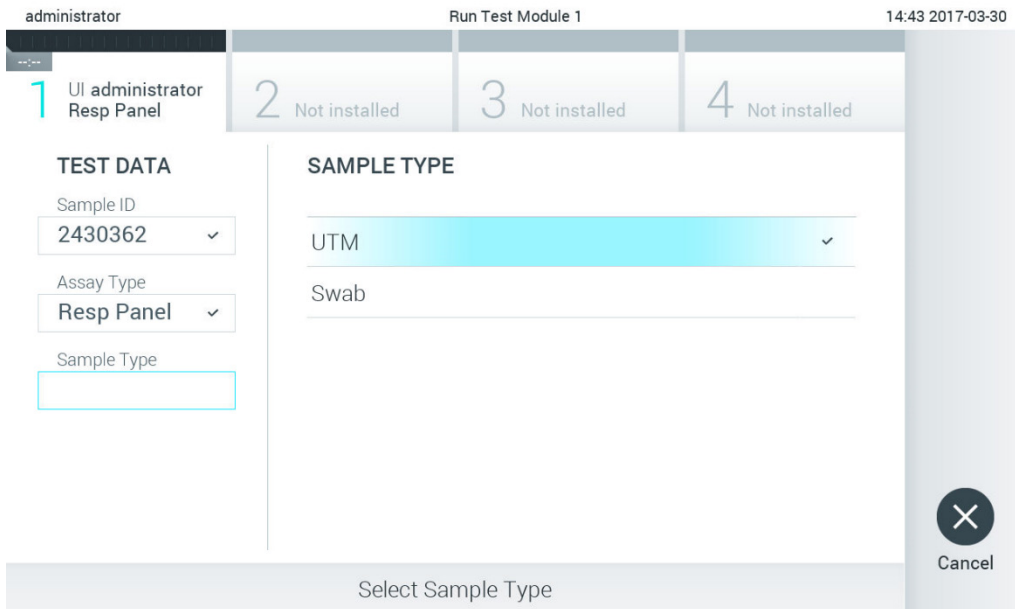 administrator
Run Test Module 1
14:43 2017-03-30
--:--
1
UI administrator
Resp Panel
2 Not installed
3 Not installed
4 Not installed
TEST DATA
Sample ID
2430362
Assay Type
Resp Panel
Sample Type
SAMPLE TYPE
UTM
Swab
Cancel
Select Sample Type